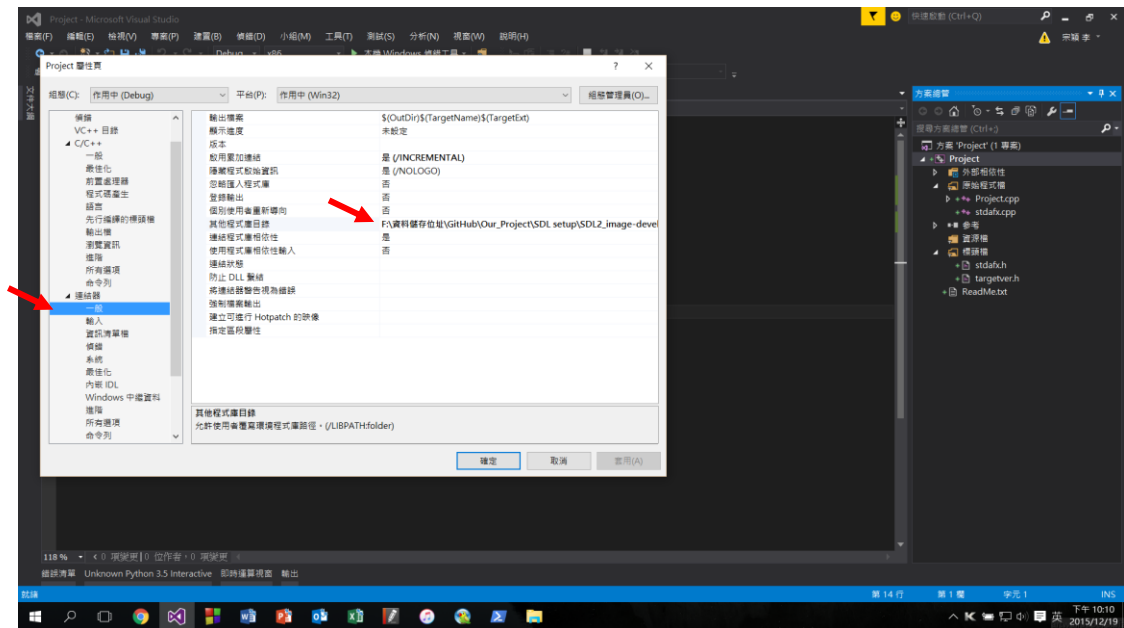 Project - Microsoft Visual Studio
快速啟動 (Ctrl+Q)
檔案(F) 編輯(E) 檢視(V) 專案(P) 建置(B) 偵錯(D) 小組(M) 工具(T) 測試(S) 分析(N) 視窗(W) 說明(H)
宗穎 李
Debug x86 本機 Windows 偵錯工具
Project 屬性頁
? ×
組態(C): 作用中 (Debug) 平台(P): 作用中 (Win32) 組態管理員(O)...
偵錯
VC++ 目錄
C/C++
一般
最佳化
前置處理器
程式碼產生
語言
先行編譯的標頭檔
輸出檔
瀏覽資訊
進階
所有選項
命令列
連結器
一般
輸入
資訊清單檔
偵錯
系統
最佳化
內嵌 IDL
Windows 中繼資料
進階
所有選項
命令列
輸出檔案 $(OutDir)$(TargetName)$(TargetExt)
顯示進度 未設定
版本
啟用累加連結 是 (/INCREMENTAL)
隱藏程式啟始資訊 是 (/NOLOGO)
忽略匯入程式庫 否
登錄輸出 否
個別使用者重新導向 否
其他程式庫目錄 F:\資料儲存位址\GitHub\Our_Project\SDL setup\SDL2_image-devel
連結程式庫相依性 是
使用程式庫相依性輸入 否
連結狀態
防止 DLL 繫結
將連結器警告視為錯誤
強制檔案輸出
建立可進行 Hotpatch 的映像
指定區段屬性
其他程式庫目錄
允許使用者覆寫環境程式庫路徑。(/LIBPATH:folder)
確定 取消 套用(A)
方案總管
搜尋方案總管 (Ctrl+;)
方案 'Project' (1 專案)
Project
外部相依性
原始程式檔
Project.cpp
stdafx.cpp
參考
資源檔
標頭檔
stdafx.h
targetver.h
ReadMe.txt
118 % 0 項變更 | 0 位作者，0 項變更
錯誤清單 Unknown Python 3.5 Interactive 即時運算視窗 輸出
就緒 第 14 行 第 1 欄 字元 1 INS
英
下午 10:10
2015/12/19